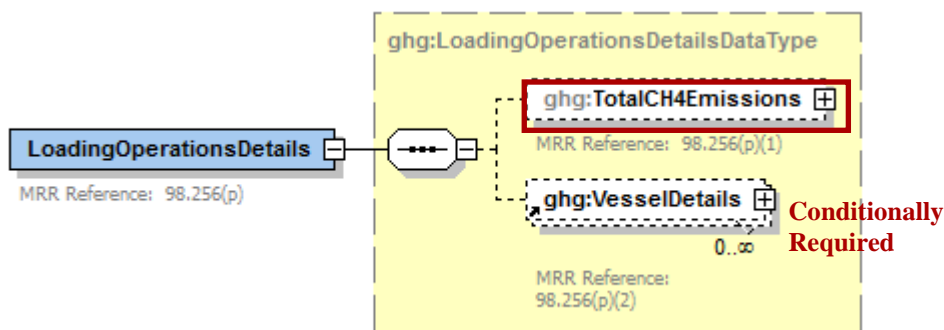 ghg:LoadingOperationsDetailsDataType
ghg:TotalCH4Emissions
MRR Reference: 98.256(p)(1)
LoadingOperationsDetails
MRR Reference: 98.256(p)
ghg:VesselDetails
0..∞
MRR Reference:
98.256(p)(2)
Conditionally
Required